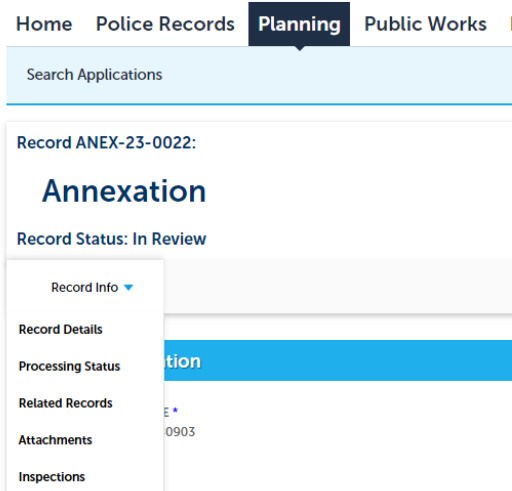 Home Police Records Planning Public Works
Search Applications
Record ANEX-23-0022:
Annexation
Record Status: In Review
Record Info
Record Details
Processing Status
Related Records
Attachments
Inspections
tion
E *
0903